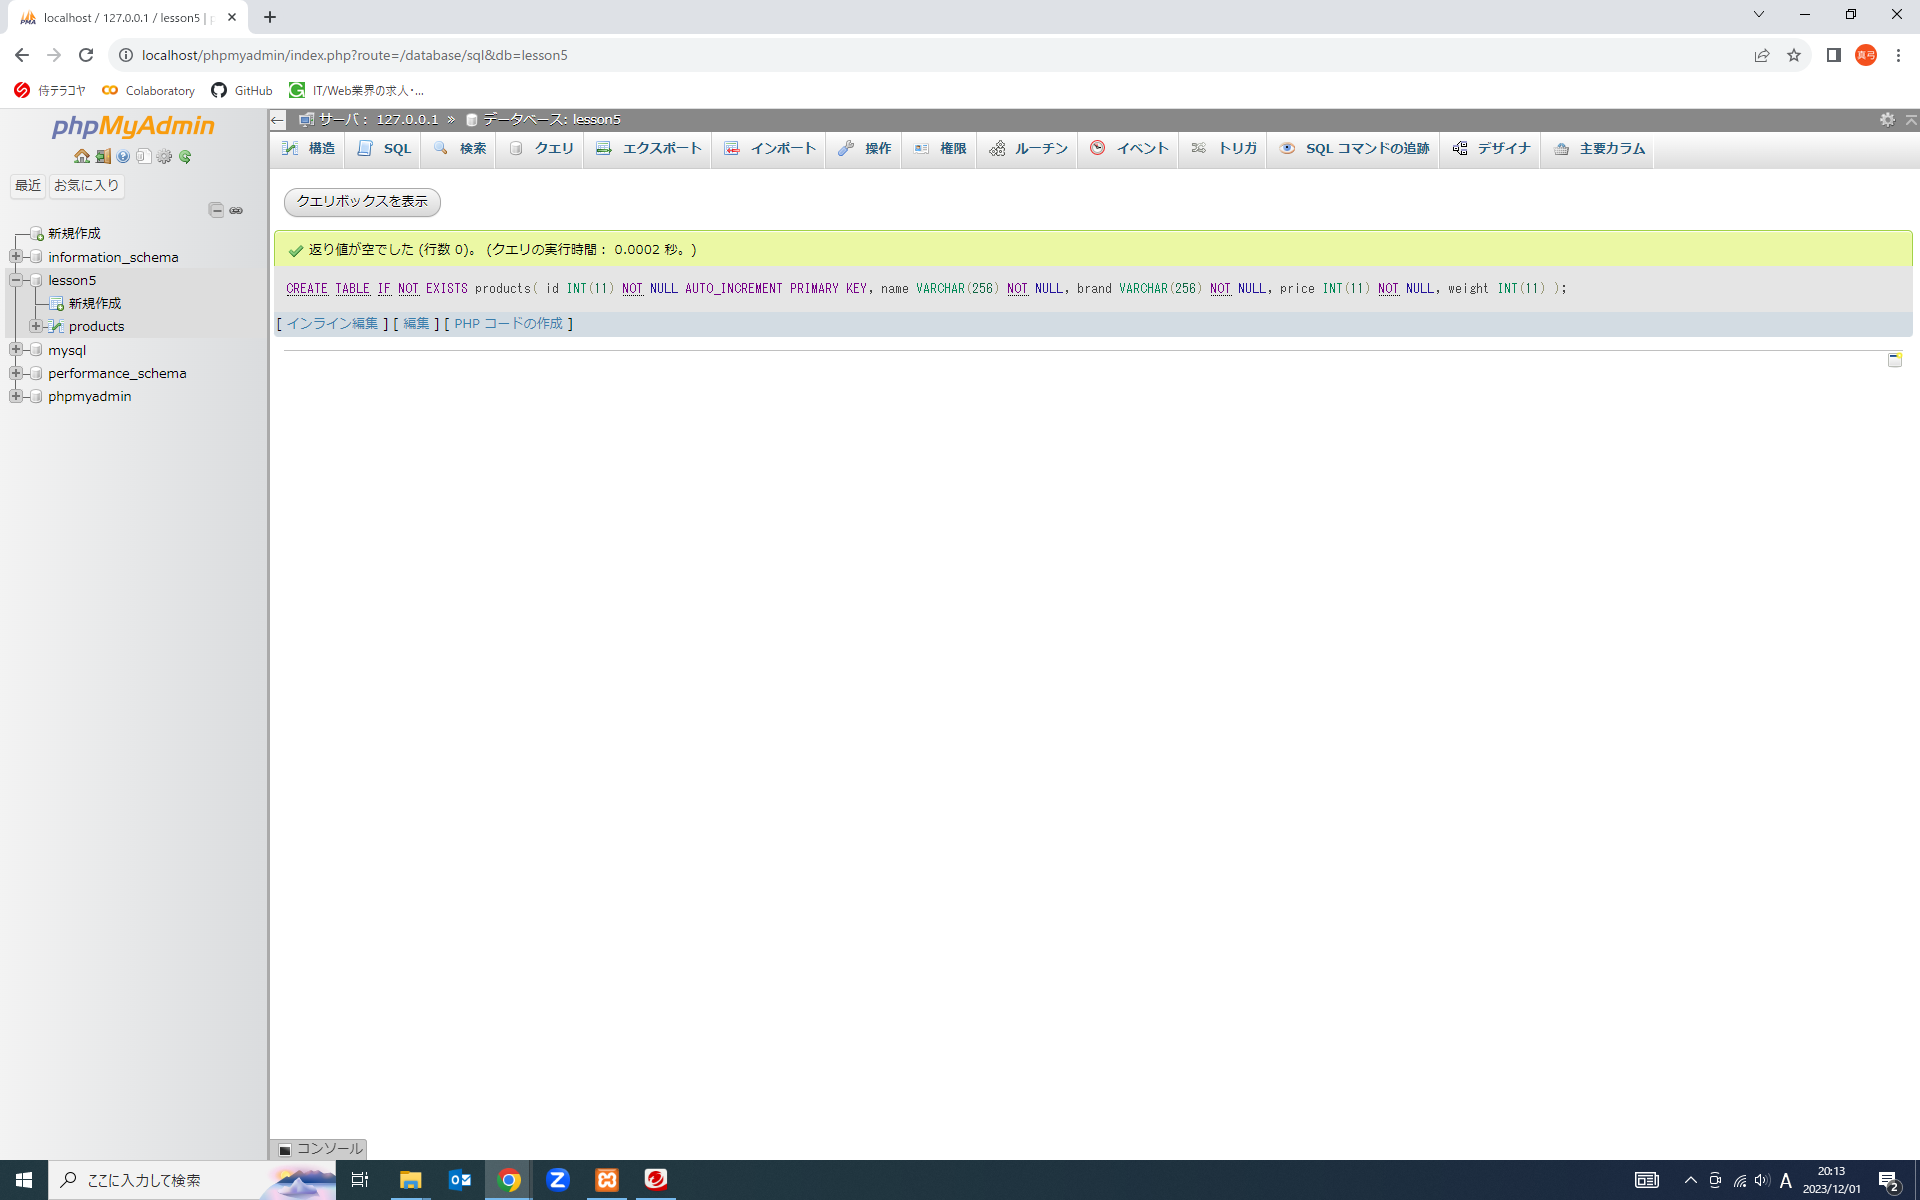 localhost / 127.0.0.1 / lesson5 |
localhost/phpmyadmin/index.php?route=/database/sql&db=lesson5
真弓
侍テラコヤ
Colaboratory
GitHub
IT/Web業界の求人・...
phpMyAdmin
最近
お気に入り
新規作成
information_schema
lesson5
新規作成
products
mysql
performance_schema
phpmyadmin
サーバ： 127.0.0.1 » データベース: lesson5
構造
SQL
検索
クエリ
エクスポート
インポート
操作
権限
ルーチン
イベント
トリガ
SQL コマンドの追跡
デザイナ
主要カラム
クエリボックスを表示
返り値が空でした (行数 0)。 (クエリの実行時間： 0.0002 秒。)
CREATE TABLE IF NOT EXISTS products( id INT(11) NOT NULL AUTO_INCREMENT PRIMARY KEY, name VARCHAR(256) NOT NULL, brand VARCHAR(256) NOT NULL, price INT(11) NOT NULL, weight INT(11) );
[ インライン編集 ] [ 編集 ] [ PHP コードの作成 ]
コンソール
ここに入力して検索
A
20:13
2023/12/01
2